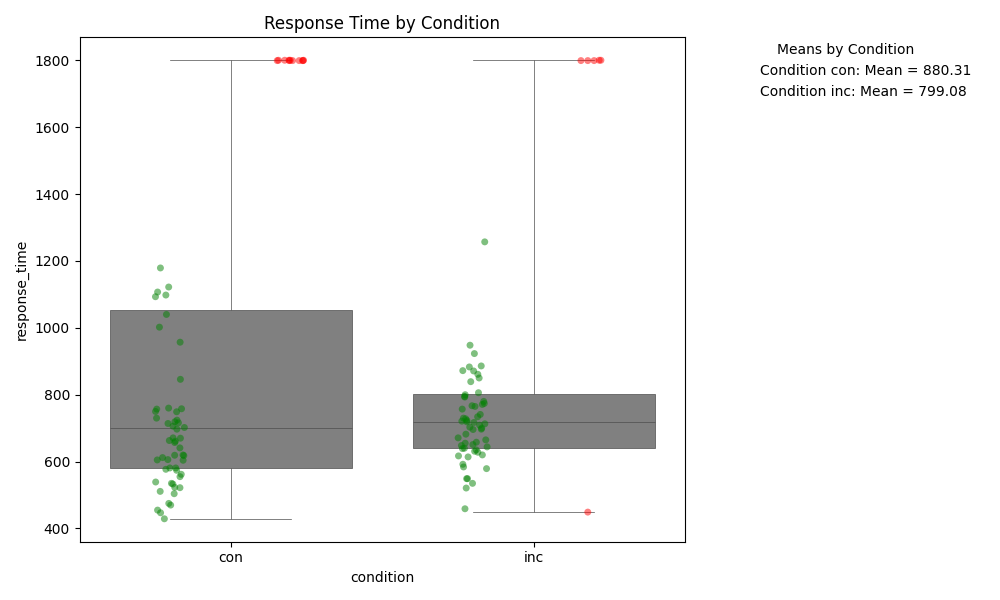 Response Time by Condition
Means by Condition
Condition con: Mean = 880.31
Condition inc: Mean = 799.08
response_time
1800
1600
1400
1200
1000
800
600
400
con
inc
condition